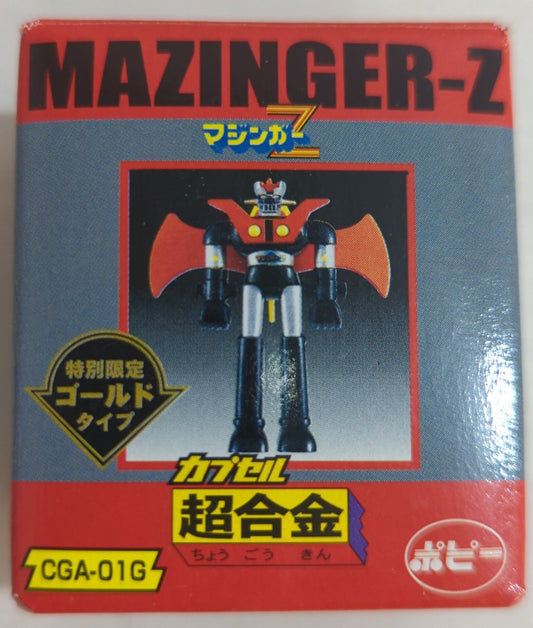 MAZINGER-Z
マジンガーZ
特別限定
ゴールド
タイプ
カプセル
超合金
ちょう ごう きん
CGA-01G
ポピー